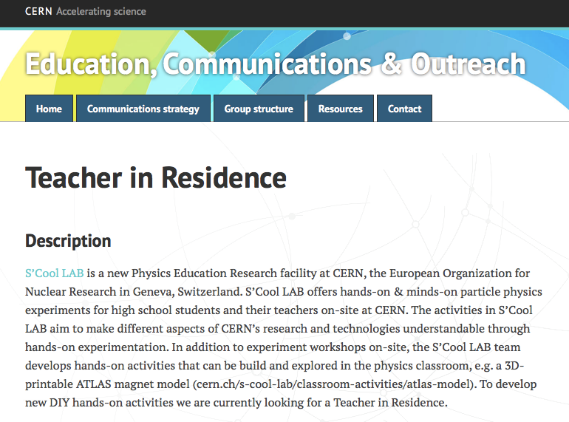 CERN Accelerating science
Education, Communications & Outreach
Home Communications strategy Group structure Resources Contact
Teacher in Residence
Description
S'Cool LAB is a new Physics Education Research facility at CERN, the European Organization for
Nuclear Research in Geneva, Switzerland. S'Cool LAB offers hands-on & minds-on particle physics
experiments for high school students and their teachers on-site at CERN. The activities in S'Cool
LAB aim to make different aspects of CERN's research and technologies understandable through
hands-on experimentation. In addition to experiment workshops on-site, the S'Cool LAB team
develops hands-on activities that can be build and explored in the physics classroom, e.g. a 3D-
printable ATLAS magnet model (cern.ch/s-cool-lab/classroom-activities/atlas-model). To develop
new DIY hands-on activities we are currently looking for a Teacher in Residence.